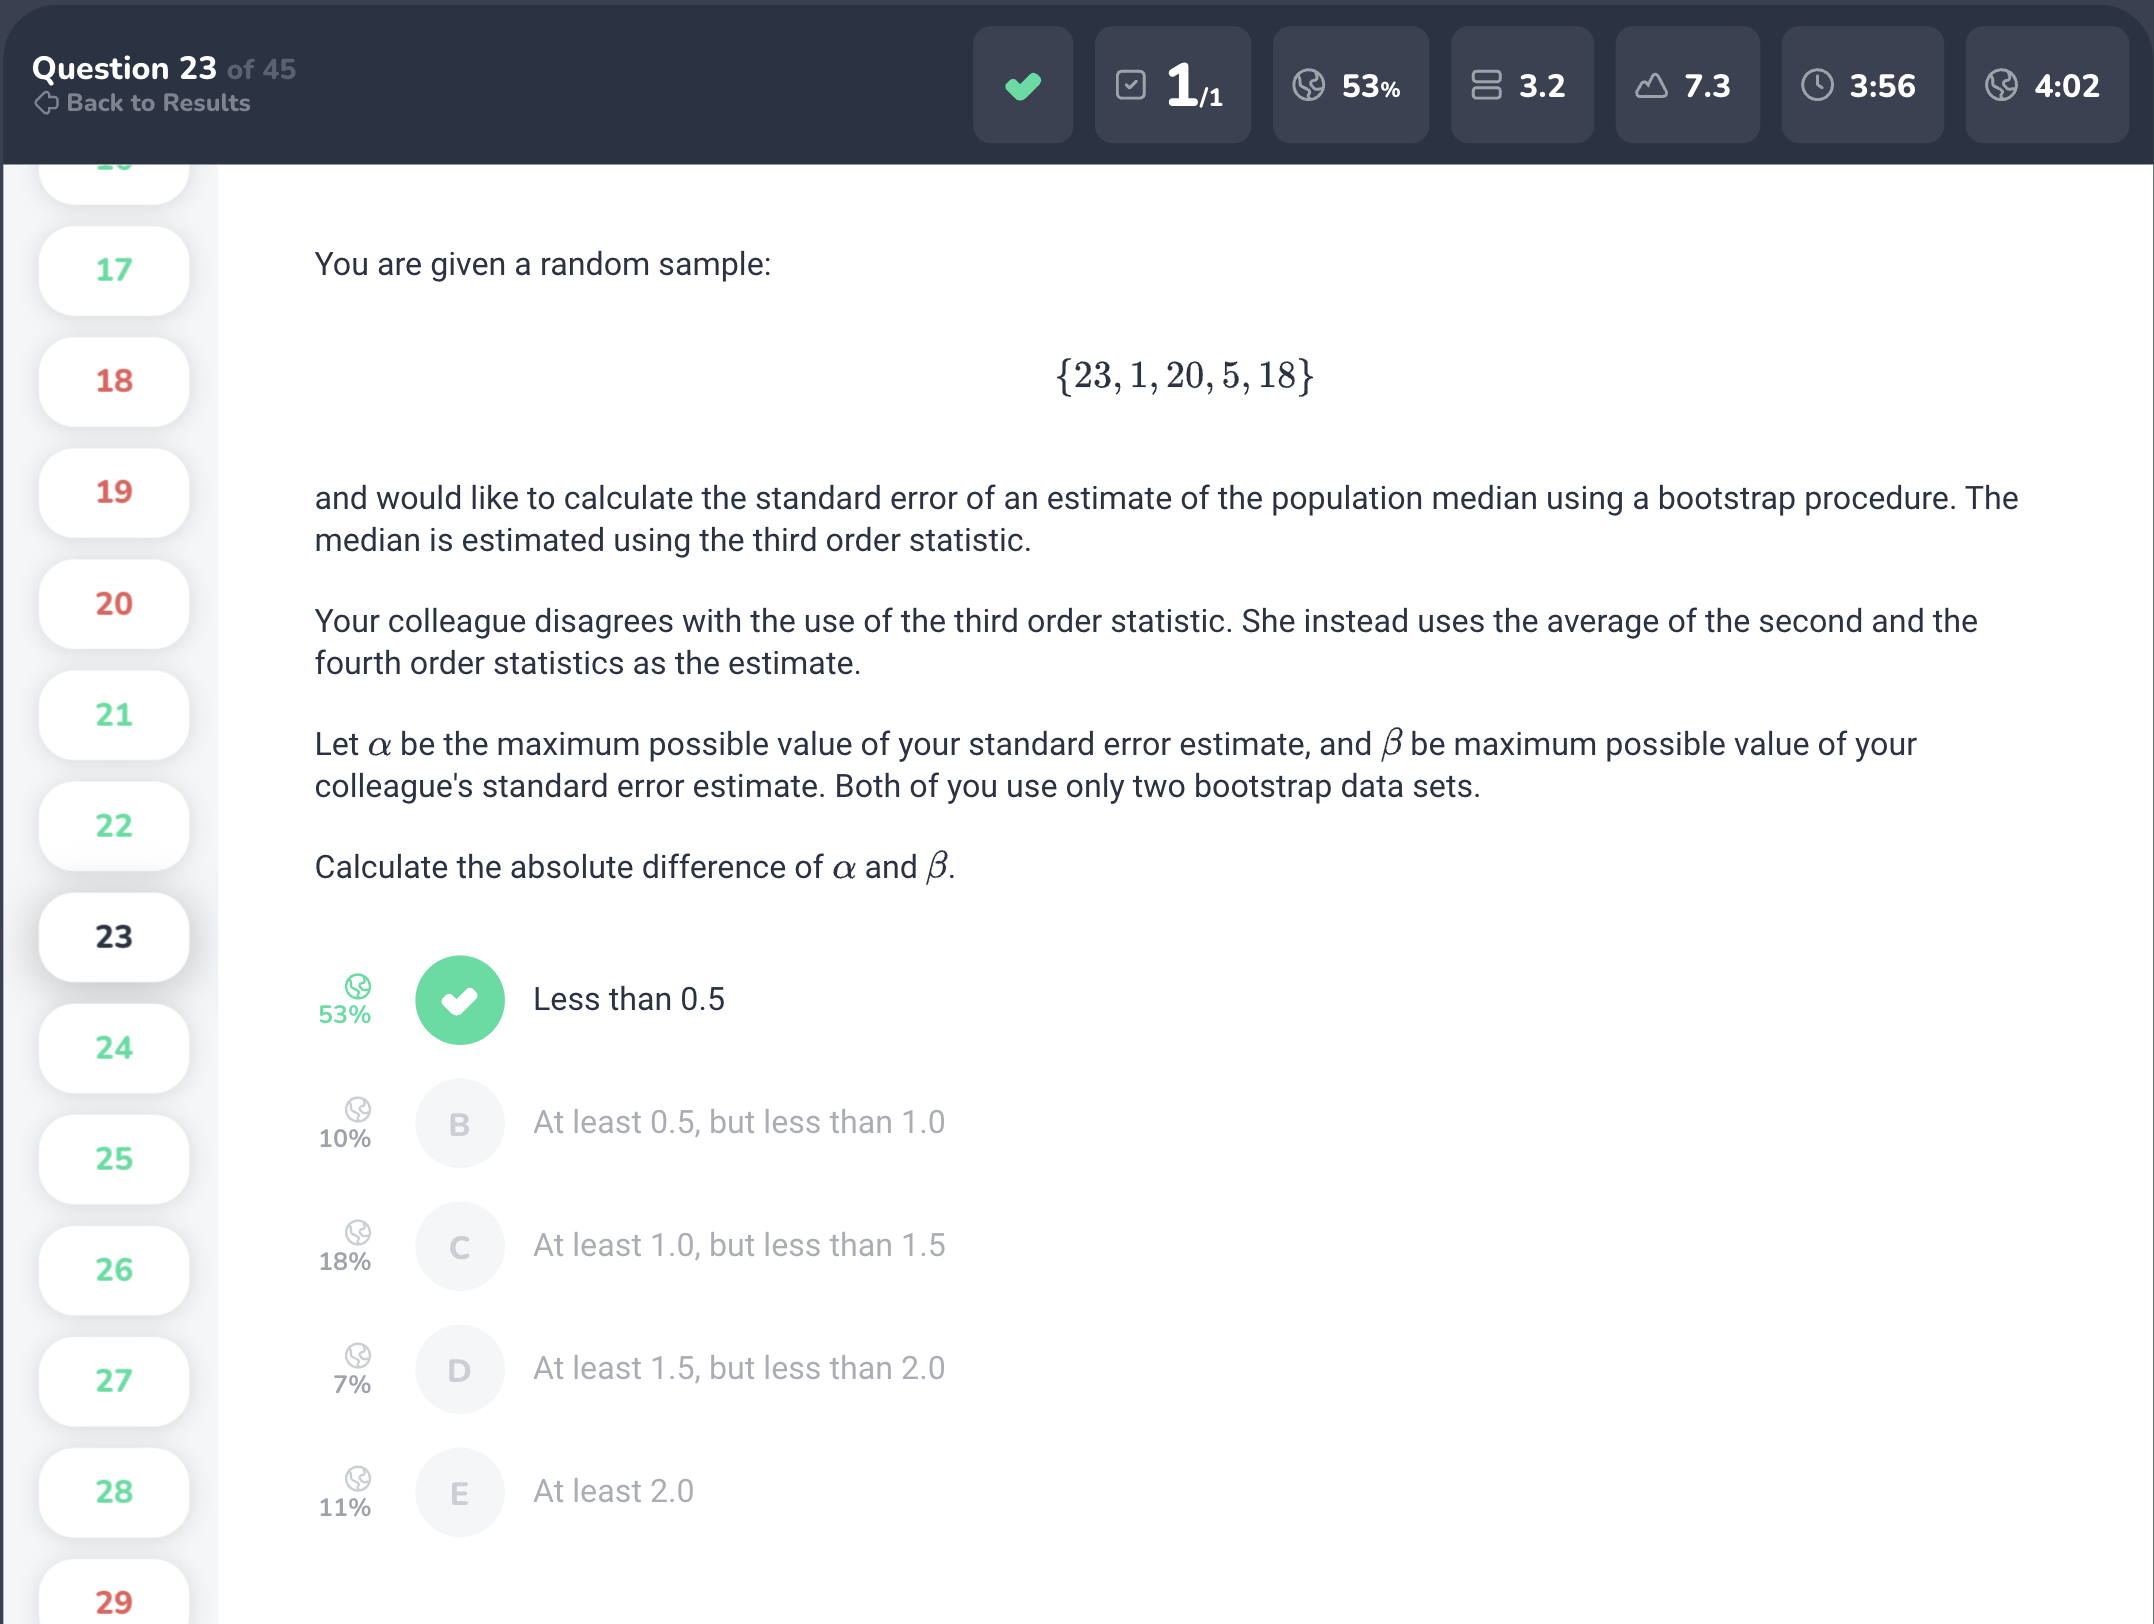 Question 23 of 45
Back to Results
1/1
53%
3.2
7.3
3:56
4:02
17
18
19
20
21
22
23
24
25
26
27
28
29
You are given a random sample:
{23, 1, 20, 5, 18}
and would like to calculate the standard error of an estimate of the population median using a bootstrap procedure. The
median is estimated using the third order statistic.
Your colleague disagrees with the use of the third order statistic. She instead uses the average of the second and the
fourth order statistics as the estimate.
Let α be the maximum possible value of your standard error estimate, and β be maximum possible value of your
colleague's standard error estimate. Both of you use only two bootstrap data sets.
Calculate the absolute difference of α and β.
53%
Less than 0.5
10%
B
At least 0.5, but less than 1.0
18%
C
At least 1.0, but less than 1.5
7%
D
At least 1.5, but less than 2.0
11%
E
At least 2.0